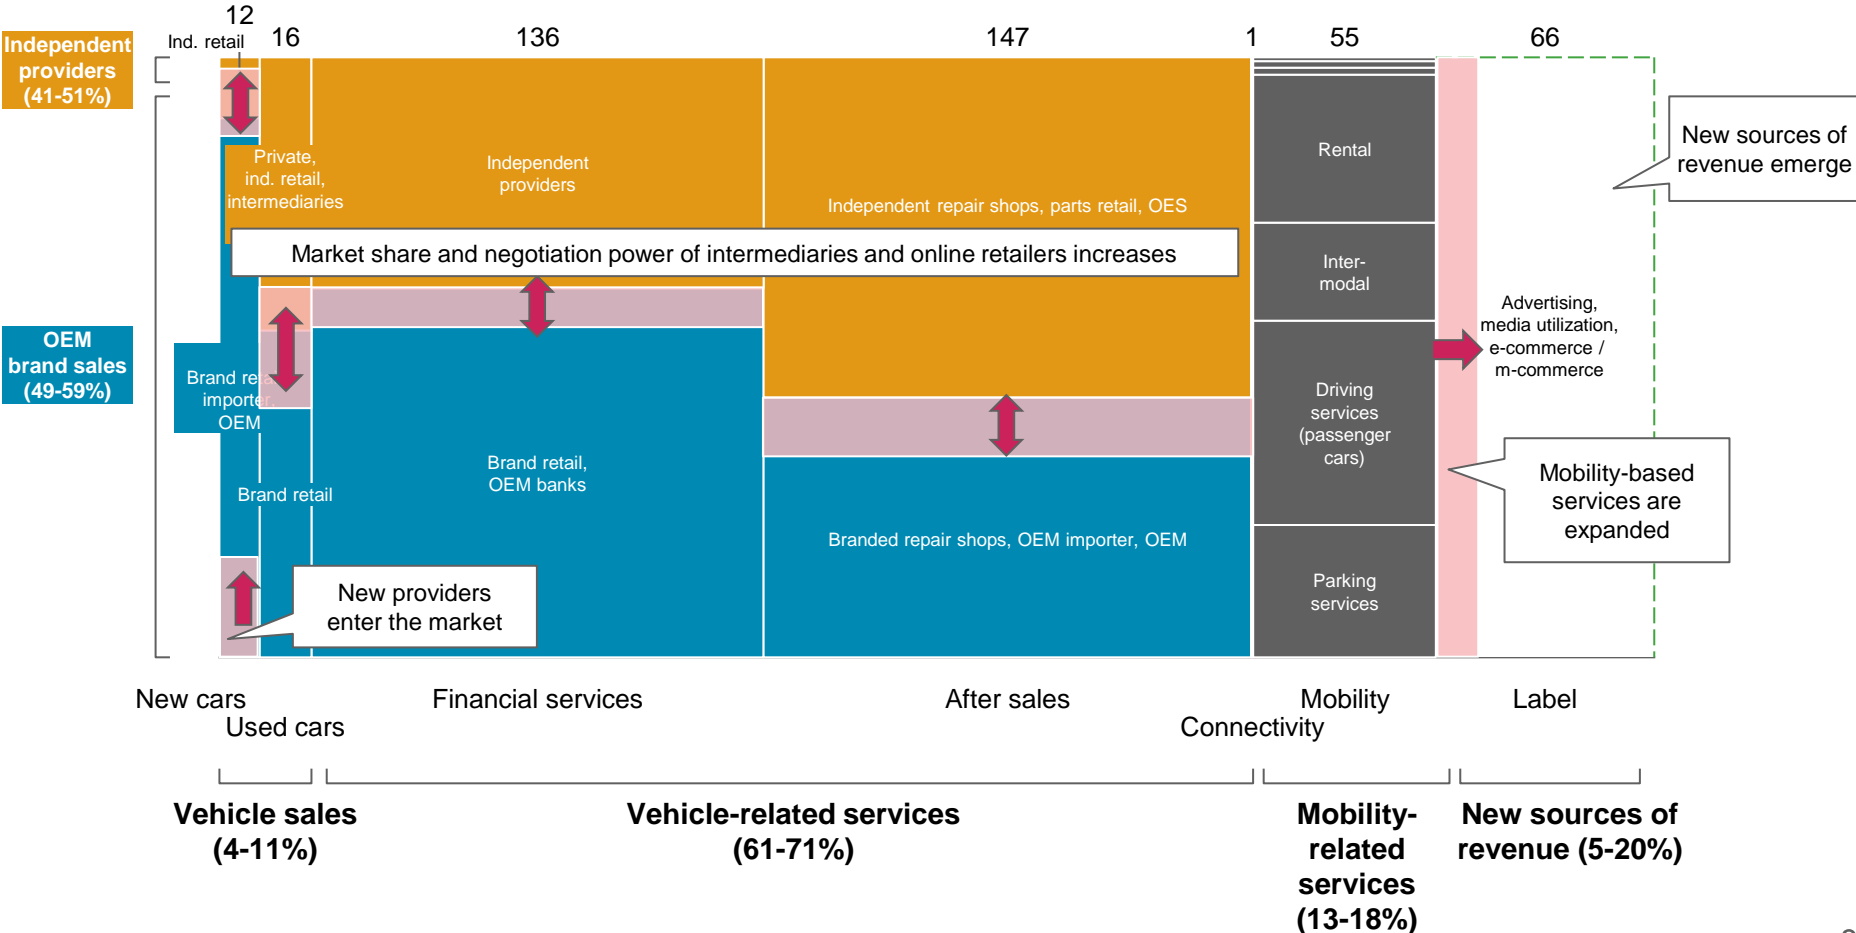 12
Ind. retail
16
136
147
1
55
66
Independent
providers
(41-51%)
Private,
ind. retail,
intermediaries
Independent
providers
Independent repair shops, parts retail, OES
Rental
New sources of
revenue emerge
Market share and negotiation power of intermediaries and online retailers increases
Inter-
modal
OEM
brand sales
(49-59%)
Brand retail,
importer,
OEM
Advertising,
media utilization,
e-commerce /
m-commerce
Driving
services
(passenger
cars)
Brand retail
Brand retail,
OEM banks
Branded repair shops, OEM importer, OEM
Mobility-based
services are
expanded
New providers
enter the market
Parking
services
New cars
Used cars
Financial services
After sales
Connectivity
Mobility
Label
Vehicle sales
(4-11%)
Vehicle-related services
(61-71%)
Mobility-
related
services
(13-18%)
New sources of
revenue (5-20%)